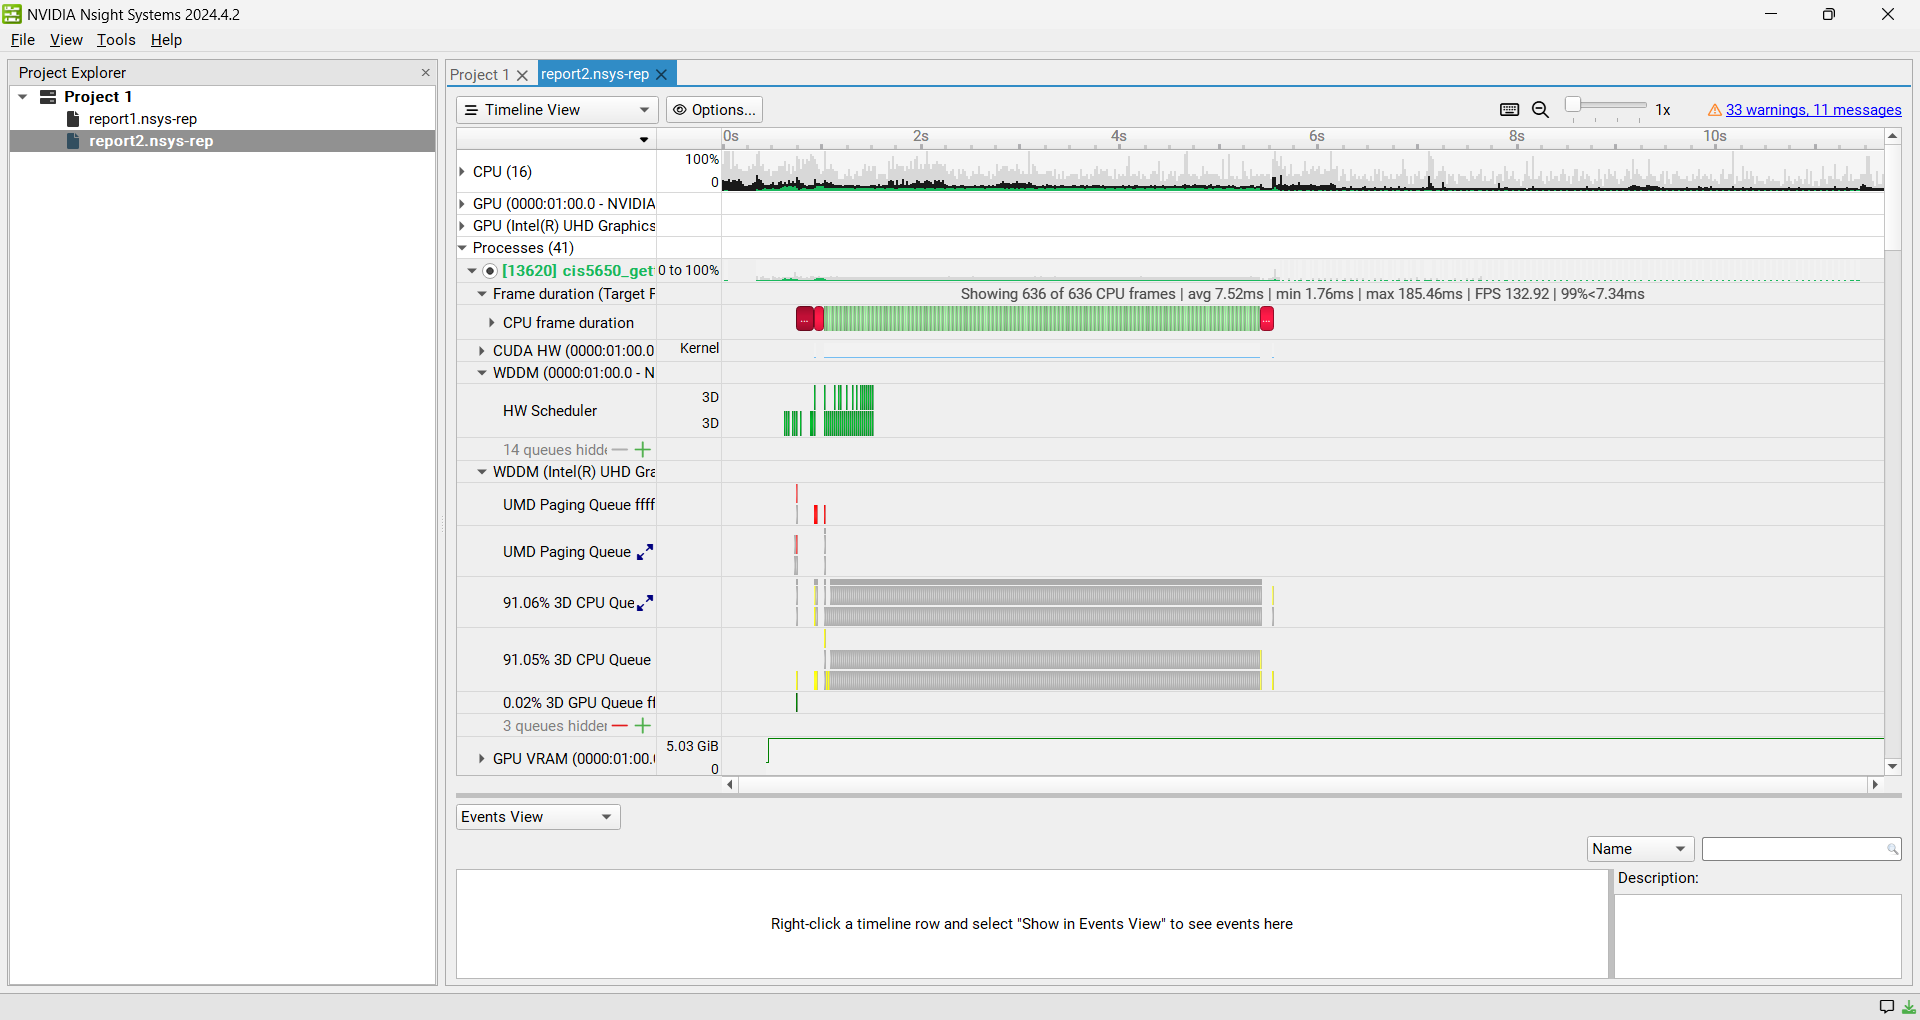 NVIDIA Nsight Systems 2024.4.2
File View Tools Help
Project Explorer
Project 1
report1.nsys-rep
report2.nsys-rep
Project 1
report2.nsys-rep
Timeline View
Options...
1x
33 warnings, 11 messages
0s 2s 4s 6s 8s 10s
CPU (16)
100%
0
GPU (0000:01:00.0 - NVIDIA
GPU (Intel(R) UHD Graphics
Processes (41)
[13620] cis5650_get
0 to 100%
Frame duration (Target F
Showing 636 of 636 CPU frames | avg 7.52ms | min 1.76ms | max 185.46ms | FPS 132.92 | 99%<7.34ms
CPU frame duration
...
...
CUDA HW (0000:01:00.0
Kernel
WDDM (0000:01:00.0 - N
HW Scheduler
3D
3D
14 queues hidde
WDDM (Intel(R) UHD Gra
UMD Paging Queue ffff
UMD Paging Queue
91.06% 3D CPU Que
91.05% 3D CPU Queue
0.02% 3D GPU Queue ff
3 queues hidde
GPU VRAM (0000:01:00.
5.03 GiB
0
Events View
Name
Right-click a timeline row and select "Show in Events View" to see events here
Description: